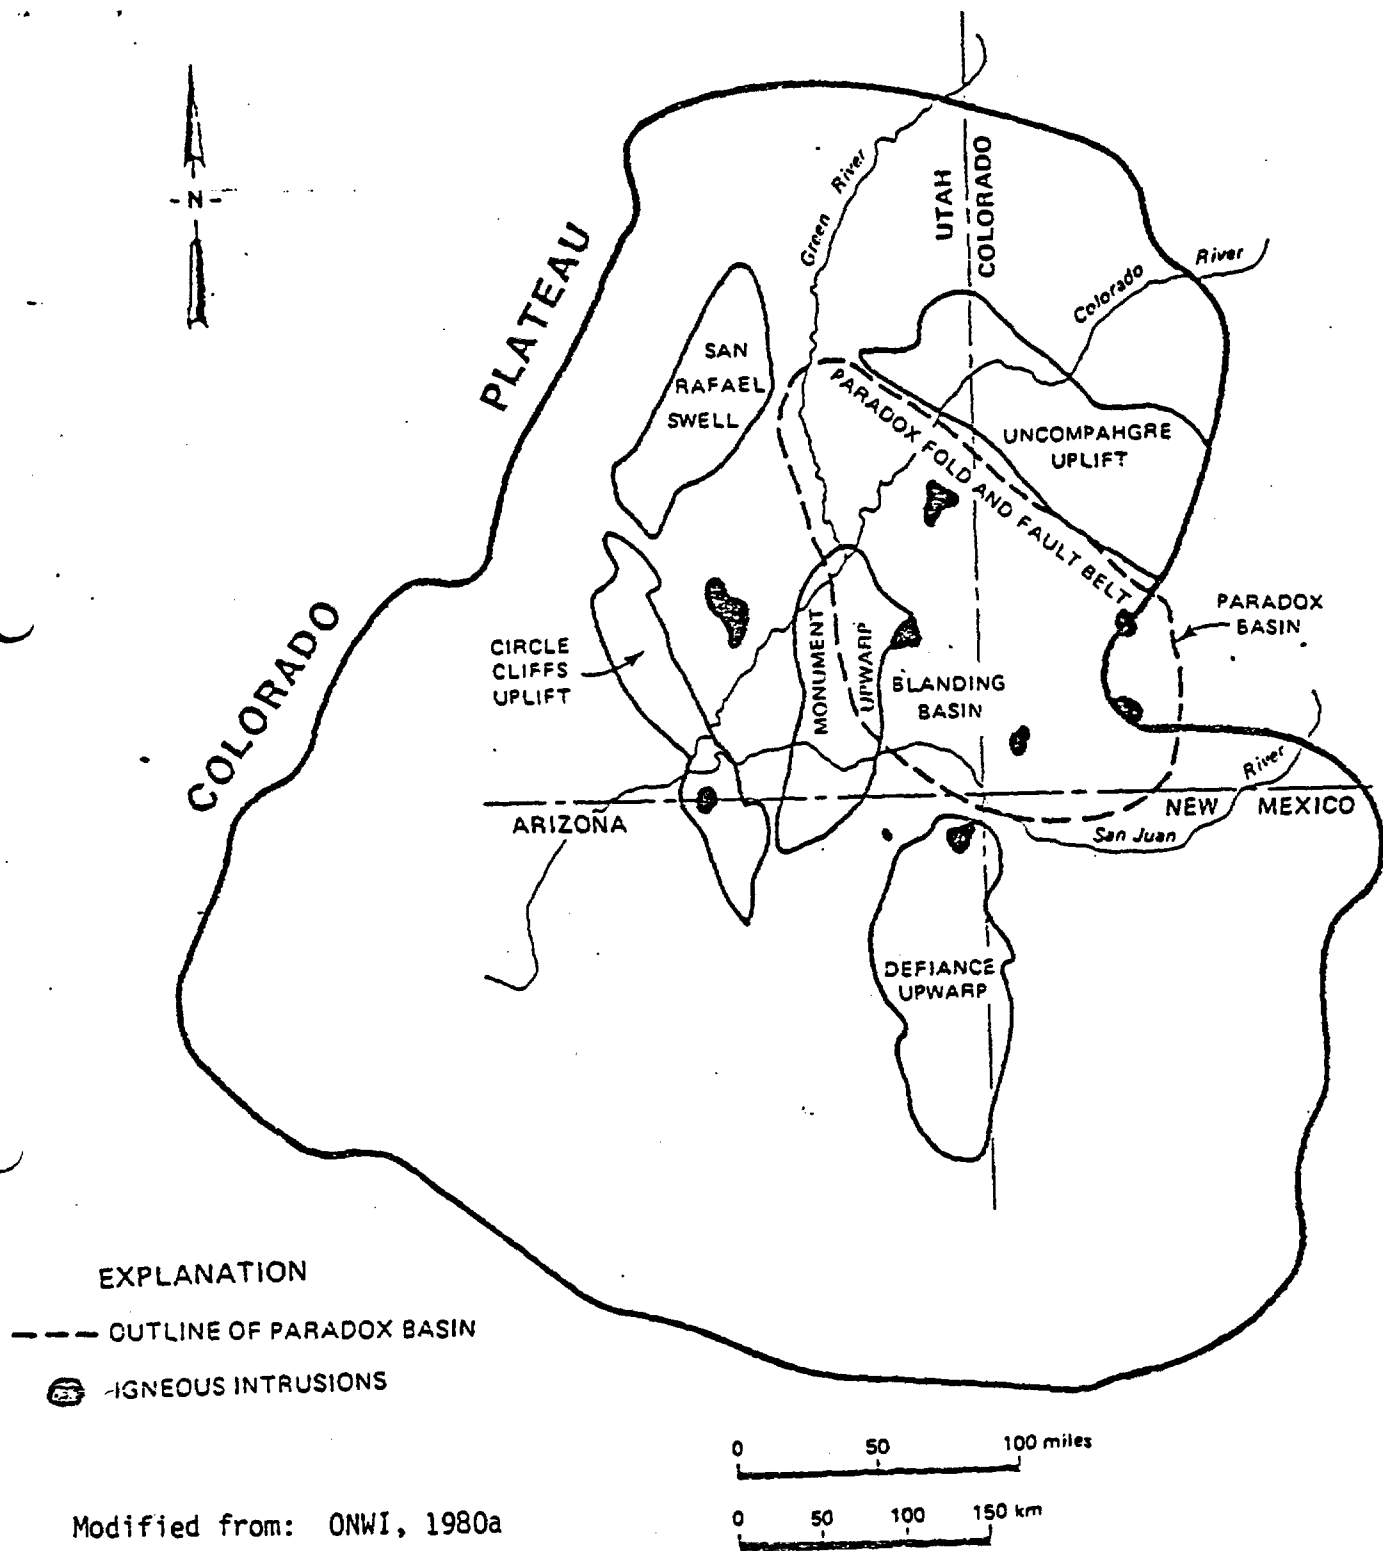 -N-
PLATEAU
COLORADO
Green River
UTAH
COLORADO
Colorado River
SAN
RAFAEL
SWELL
PARADOX FOLD AND FAULT BELT
UNCOMPAHGRE
UPLIFT
PARADOX
BASIN
CIRCLE
CLIFFS
UPLIFT
MONUMENT
UPWARP
BLANDING
BASIN
ARIZONA
NEW MEXICO
River
San Juan
DEFIANCE
UPWARP
EXPLANATION
OUTLINE OF PARADOX BASIN
IGNEOUS INTRUSIONS
0 50 100 miles
0 50 100 150 km
Modified from: ONWI, 1980a